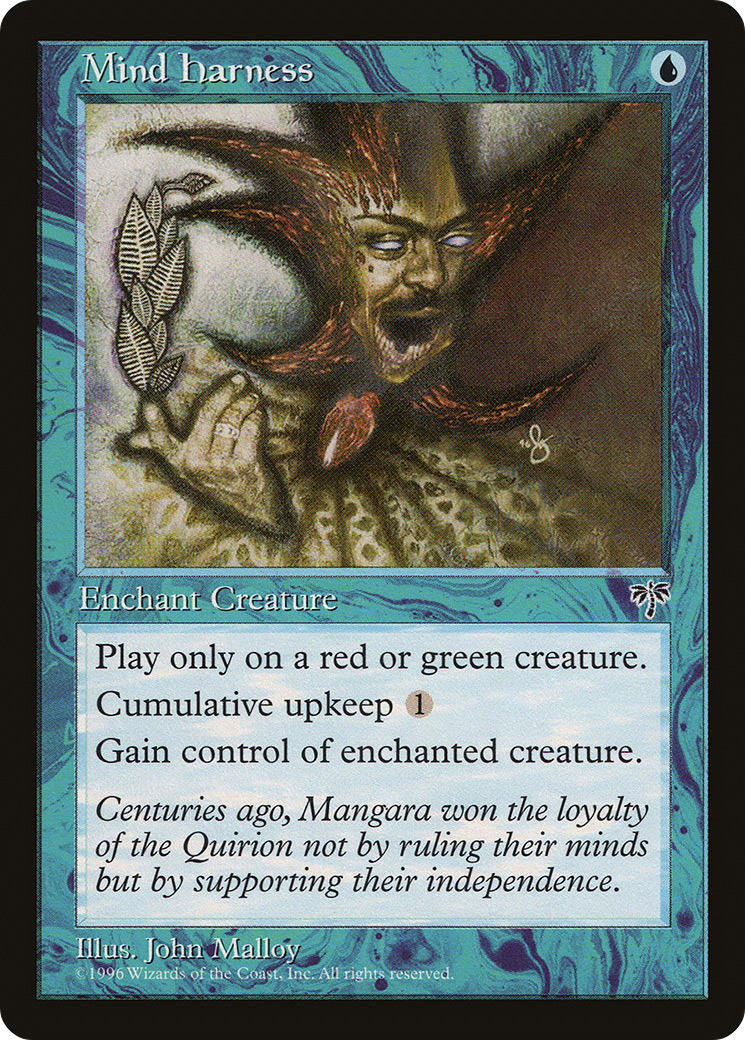 Mind Harness
Enchant Creature
Play only on a red or green creature.
Cumulative upkeep 1
Gain control of enchanted creature.
Centuries ago, Mangara won the loyalty
of the Quirion not by ruling their minds
but by supporting their independence.
Illus. John Malloy
©1996 Wizards of the Coast, Inc. All rights reserved.